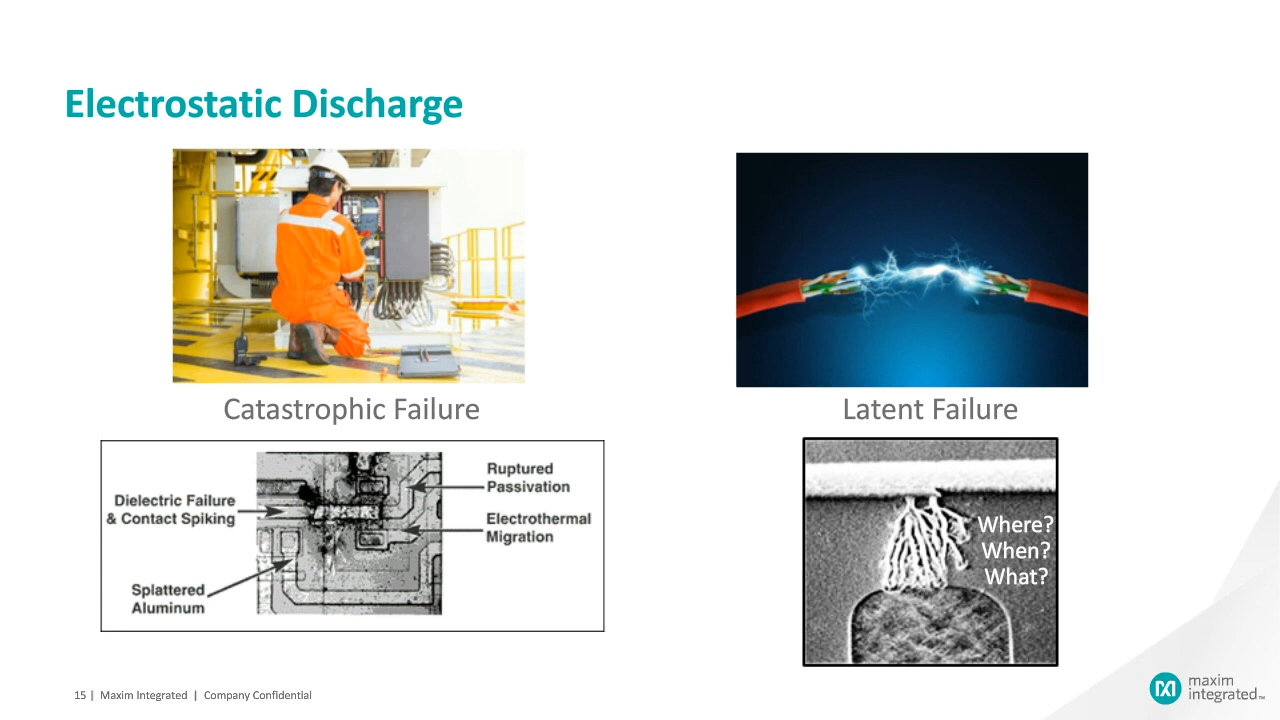 Electrostatic Discharge
Catastrophic Failure
Latent Failure
Dielectric Failure
& Contact Spiking
Splattered
Aluminum
Ruptured
Passivation
Electrothermal
Migration
Where?
When?
What?
15 | Maxim Integrated | Company Confidential
maxim
integrated™